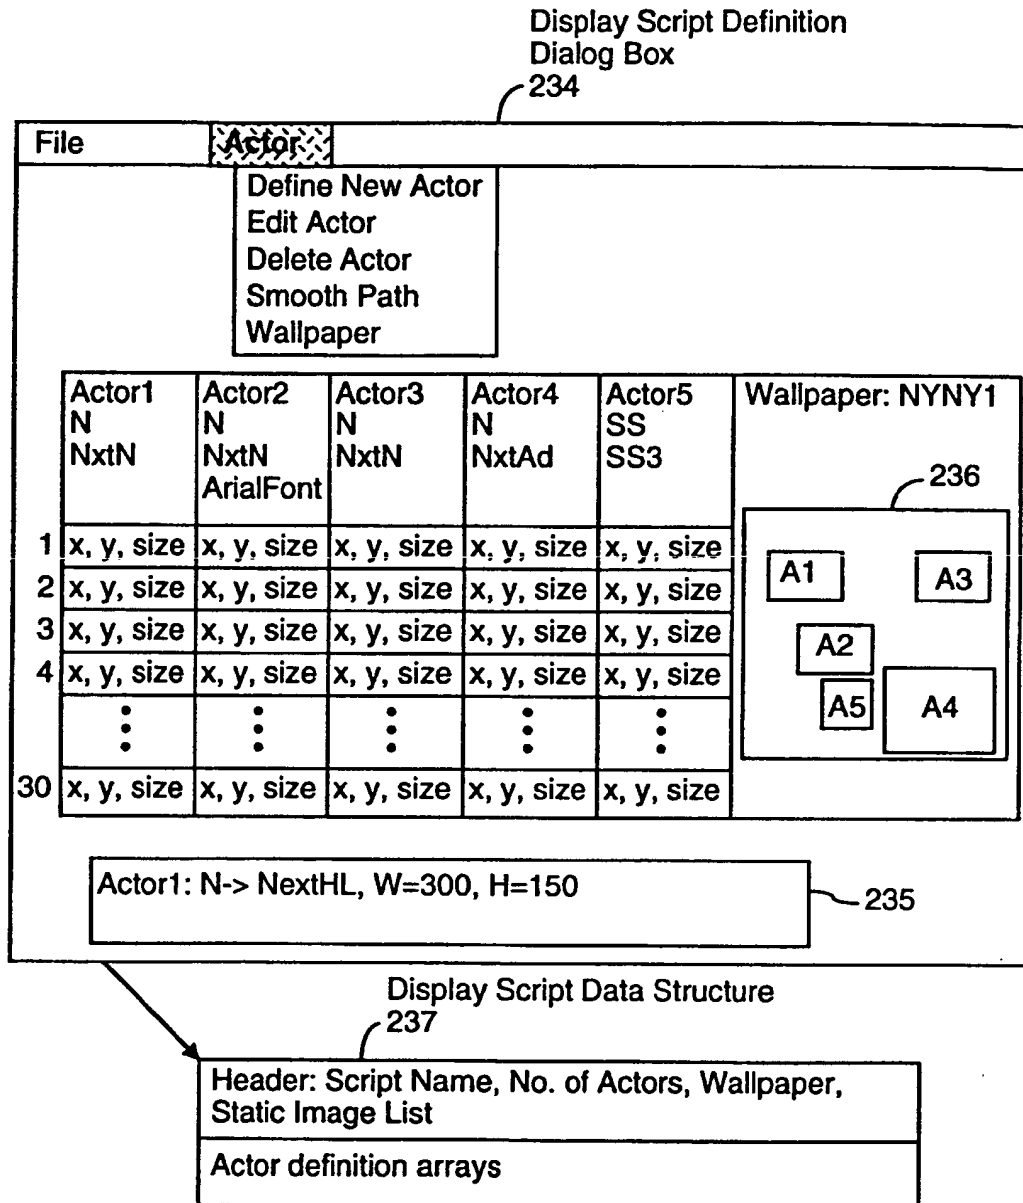 Display Script Definition
Dialog Box
234
File Actor
Define New Actor
Edit Actor
Delete Actor
Smooth Path
Wallpaper
Actor1 Actor2 Actor3 Actor4 Actor5 Wallpaper: NYNY1
N N N N SS
NxtN NxtN NxtN NxtAd SS3
ArialFont
236
1 x, y, size x, y, size x, y, size x, y, size x, y, size
2 x, y, size x, y, size x, y, size x, y, size x, y, size
3 x, y, size x, y, size x, y, size x, y, size x, y, size
4 x, y, size x, y, size x, y, size x, y, size x, y, size
30 x, y, size x, y, size x, y, size x, y, size x, y, size
A1 A3
A2
A5 A4
Actor1: N-> NextHL, W=300, H=150
235
Display Script Data Structure
237
Header: Script Name, No. of Actors, Wallpaper,
Static Image List
Actor definition arrays